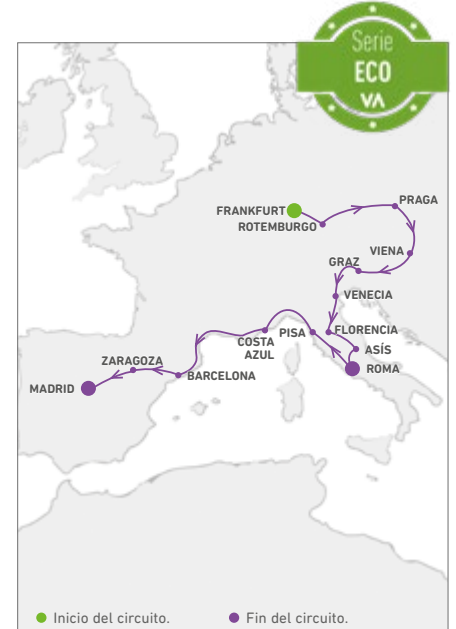 Serie
ECO
VA
PRAGA
FRANKFURT
ROTEMBURGO
VIENA
GRAZ
VENECIA
FLORENCIA
PISA
COSTA
AZUL
ASÍS
ZARAGOZA
ROMA
BARCELONA
MADRID
Inicio del circuito.
Fin del circuito.